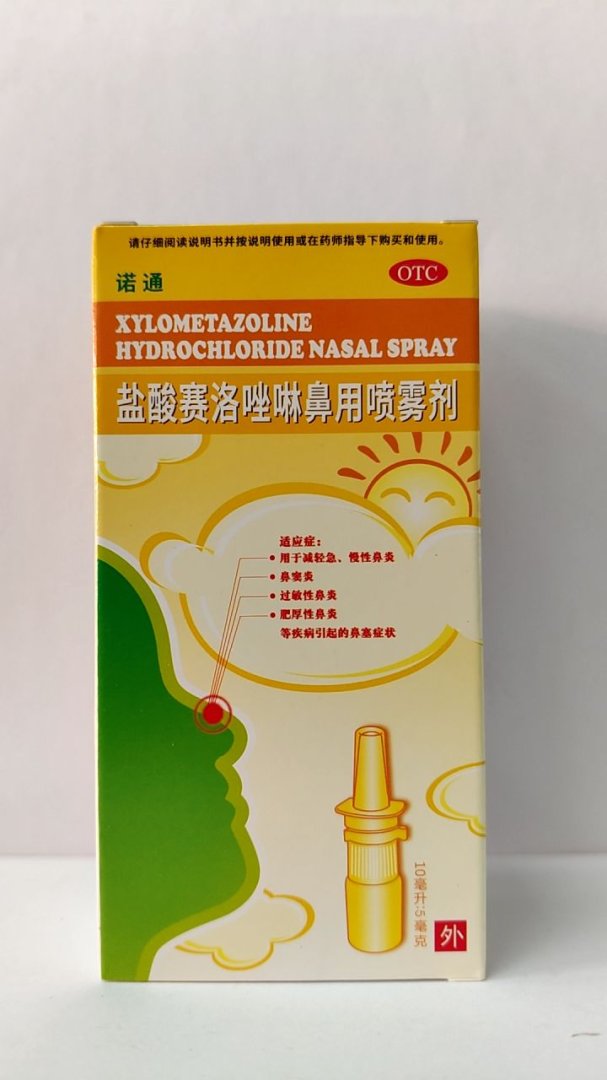 请仔细阅读说明书并按说明使用或在药师指导下购买和使用。
诺通
OTC
XYLOMETAZOLINE
HYDROCHLORIDE NASAL SPRAY
盐酸赛洛唑啉鼻用喷雾剂
适应症：
•用于减轻急、慢性鼻炎
•鼻窦炎
•过敏性鼻炎
•肥厚性鼻炎
等疾病引起的鼻塞症状
10毫升:5毫克
外